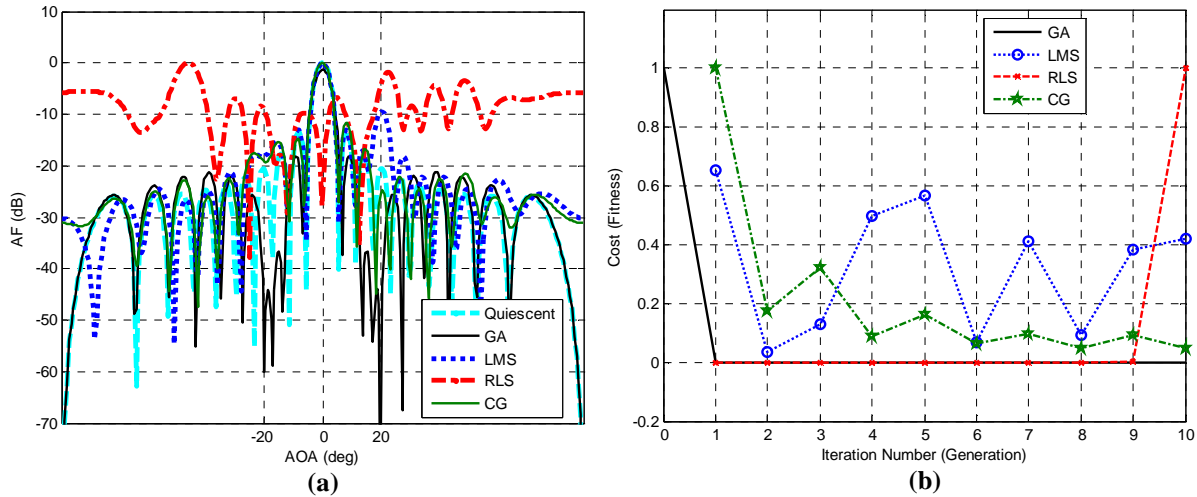 10
0
-10
-20
-30
-40
-50
-60
-70
AF (dB)
-20 0 20
AOA (deg)
Quiescent
GA
LMS
RLS
CG
(a)
1
0.8
0.6
0.4
0.2
0
-0.2
Cost (Fitness)
0 1 2 3 4 5 6 7 8 9 10
Iteration Number (Generation)
GA
LMS
RLS
CG
(b)